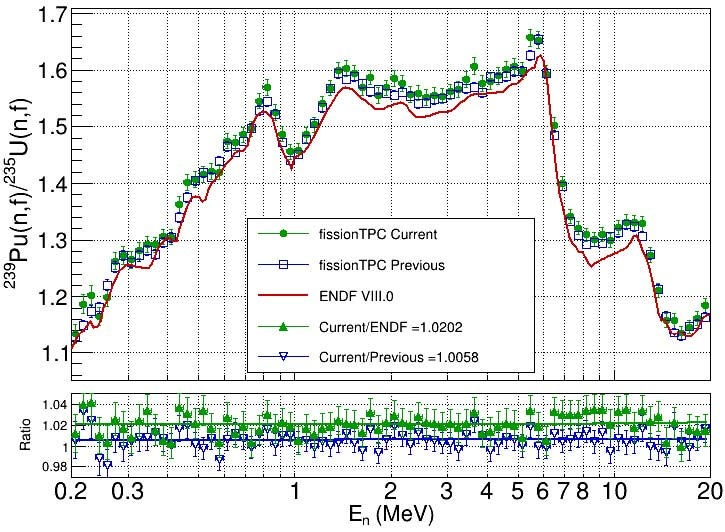 1.7
1.6
1.5
1.4
1.3
1.2
1.1
²³⁹Pu(n,f)/²³⁵U(n,f)
fissionTPC Current
fissionTPC Previous
ENDF VIII.0
Current/ENDF =1.0202
Current/Previous =1.0058
1.04
1.02
1
0.98
Ratio
0.2 0.3 1 2 3 4 5 6 7 8 10 20
Eₙ (MeV)